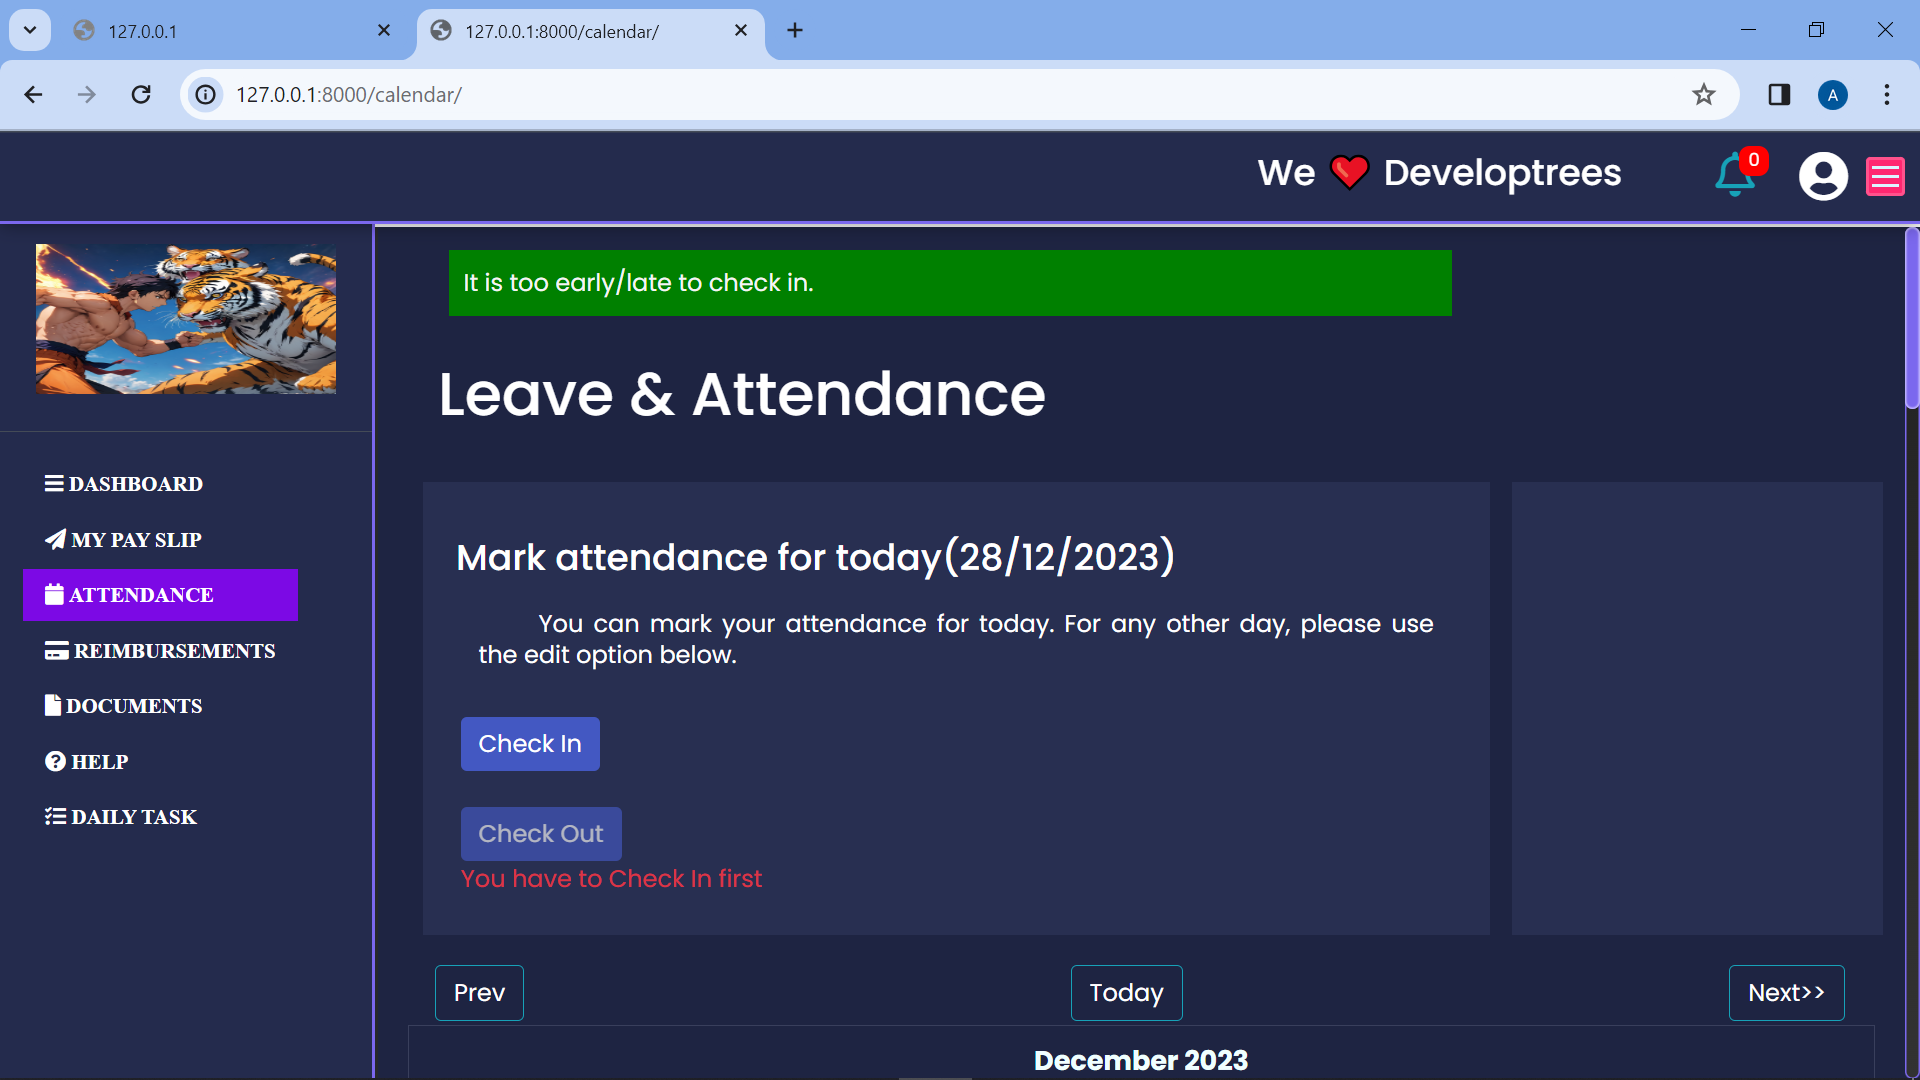 127.0.0.1
127.0.0.1:8000/calendar/
127.0.0.1:8000/calendar/
A
We ❤ Developtrees
0
It is too early/late to check in.
Leave & Attendance
DASHBOARD
MY PAY SLIP
ATTENDANCE
REIMBURSEMENTS
DOCUMENTS
HELP
DAILY TASK
Mark attendance for today(28/12/2023)
You can mark your attendance for today. For any other day, please use
the edit option below.
Check In
Check Out
You have to Check In first
Prev
Today
Next>>
December 2023